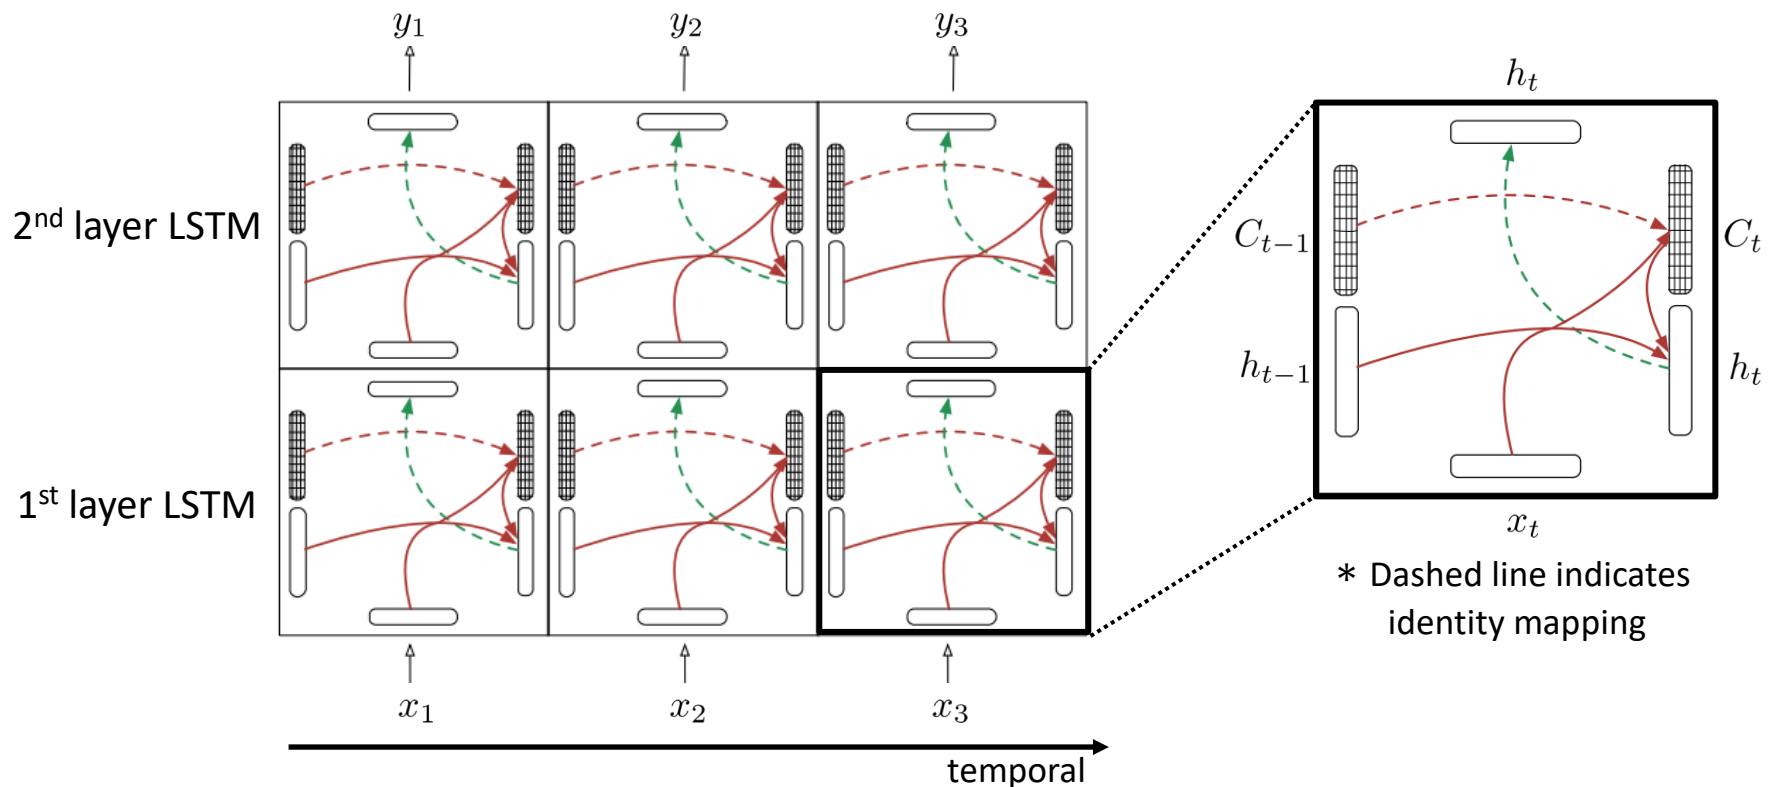 y₁ y₂ y₃
2nd layer LSTM
1st layer LSTM
x₁ x₂ x₃
temporal
hₜ
Cₜ₋₁ Cₜ
hₜ₋₁ hₜ
xₜ
* Dashed line indicates
identity mapping